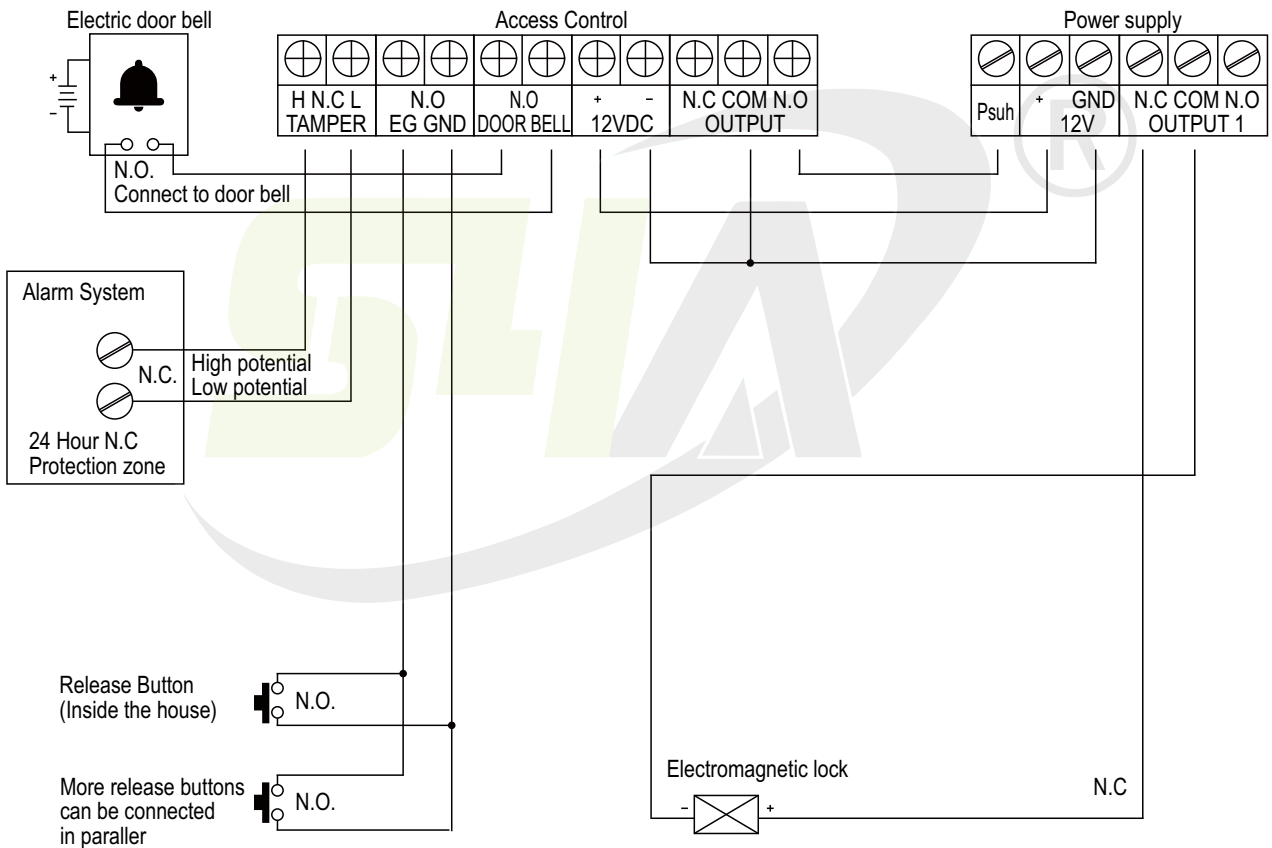 Electric door bell
Access Control
Power supply
+
–
H N.C L
TAMPER
N.O
EG GND
N.O
DOOR BELL
+ –
12VDC
N.C COM N.O
OUTPUT
Psuh
+ GND
12V
N.C COM N.O
OUTPUT 1
®
N.O.
Connect to door bell
Alarm System
N.C.
High potential
Low potential
24 Hour N.C
Protection zone
S4A
Release Button
(Inside the house)
N.O.
More release buttons
can be connected
in paraller
N.O.
Electromagnetic lock
– +
N.C